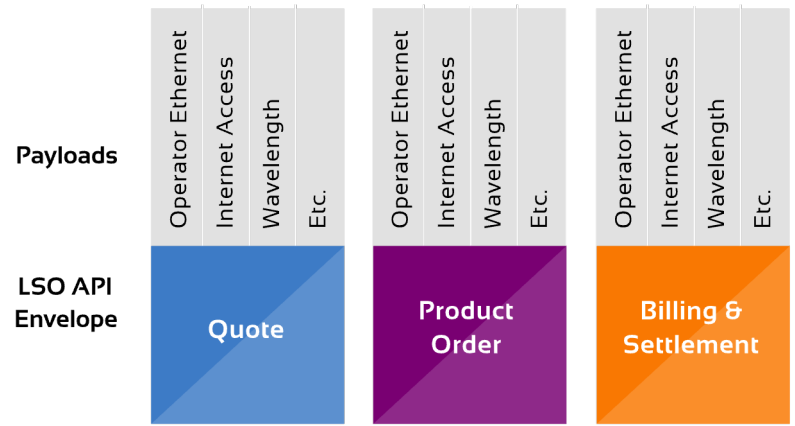 Payloads
Operator Ethernet
Internet Access
Wavelength
Etc.
Operator Ethernet
Internet Access
Wavelength
Etc.
Operator Ethernet
Internet Access
Wavelength
Etc.
LSO API
Envelope
Quote
Product
Order
Billing &
Settlement